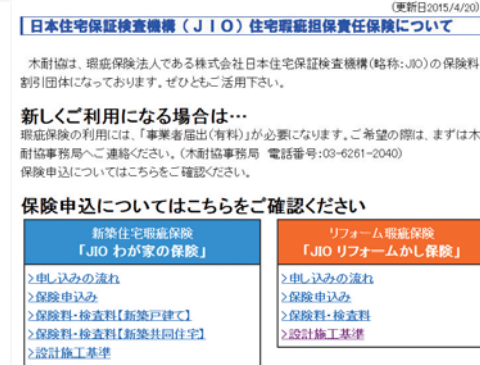 (更新日2015/4/20)
日本住宅保証検査機構(JIO)住宅瑕疵担保責任保険について
木耐協は、瑕疵保険法人である株式会社日本住宅保証検査機構(略称:JIO)の保険料
割引団体になっております。ぜひともご活用下さい。
新しくご利用になる場合は…
瑕疵保険の利用には、「事業者届出(有料)」が必要になります。ご希望の際は、まずは木
耐協事務局へご連絡ください。(木耐協事務局 電話番号:03-6261-2040)
保険申込についてはこちらをご確認ください。
保険申込についてはこちらをご確認ください
新築住宅瑕疵保険
「JIO わが家の保険」
>申し込みの流れ
>保険申込み
>保険料・検査料【新築戸建て】
>保険料・検査料【新築共同住宅】
>設計施工基準
リフォーム瑕疵保険
「JIO リフォームかし保険」
>申し込みの流れ
>保険申込み
>保険料・検査料
>設計施工基準